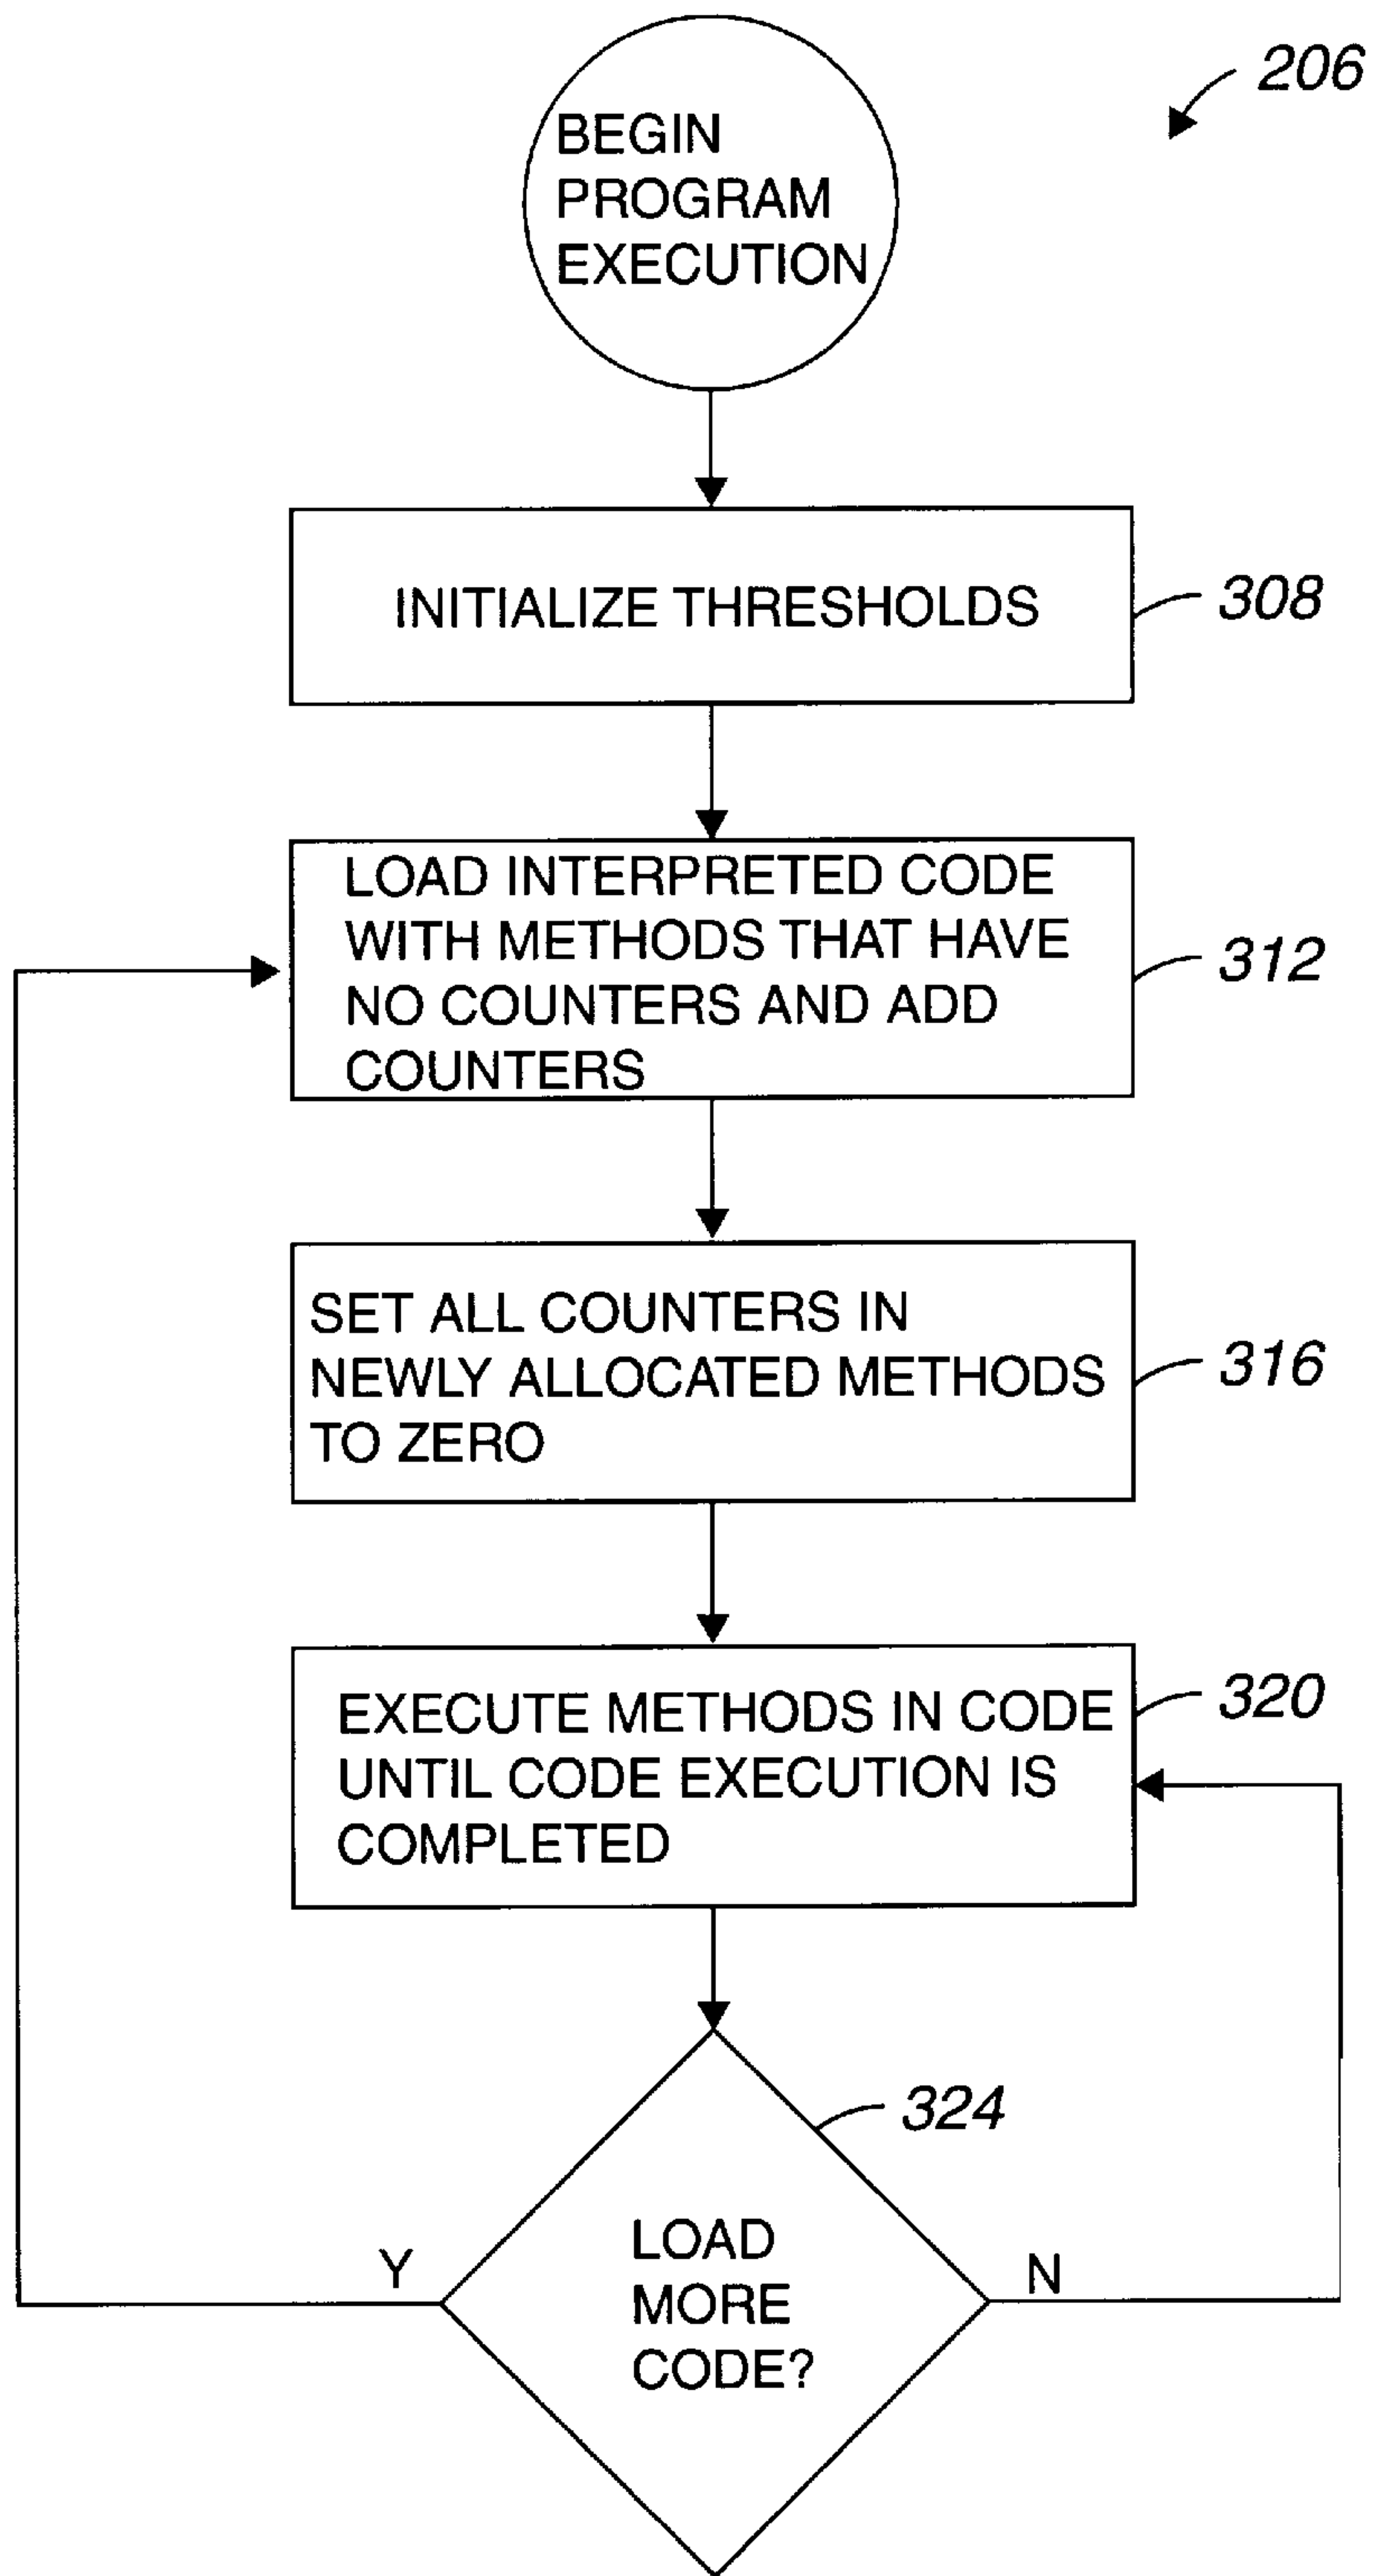 206
BEGIN
PROGRAM
EXECUTION
INITIALIZE THRESHOLDS
308
LOAD INTERPRETED CODE
WITH METHODS THAT HAVE
NO COUNTERS AND ADD
COUNTERS
312
SET ALL COUNTERS IN
NEWLY ALLOCATED METHODS
TO ZERO
316
EXECUTE METHODS IN CODE
UNTIL CODE EXECUTION IS
COMPLETED
320
324
Y
LOAD
MORE
CODE?
N